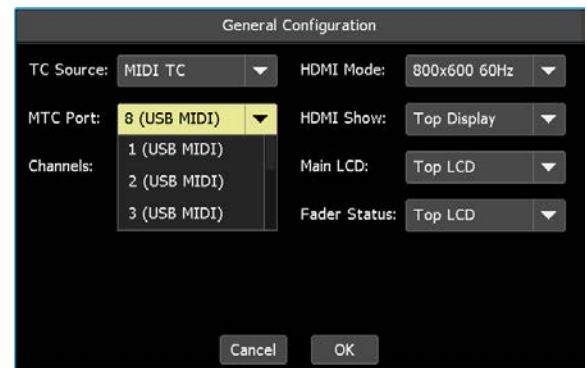 General Configuration
TC Source: MIDI TC HDMI Mode: 800x600 60Hz
MTC Port: 8 (USB MIDI) HDMI Show: Top Display
1 (USB MIDI)
Channels: 2 (USB MIDI) Main LCD: Top LCD
3 (USB MIDI) Fader Status: Top LCD
Cancel OK